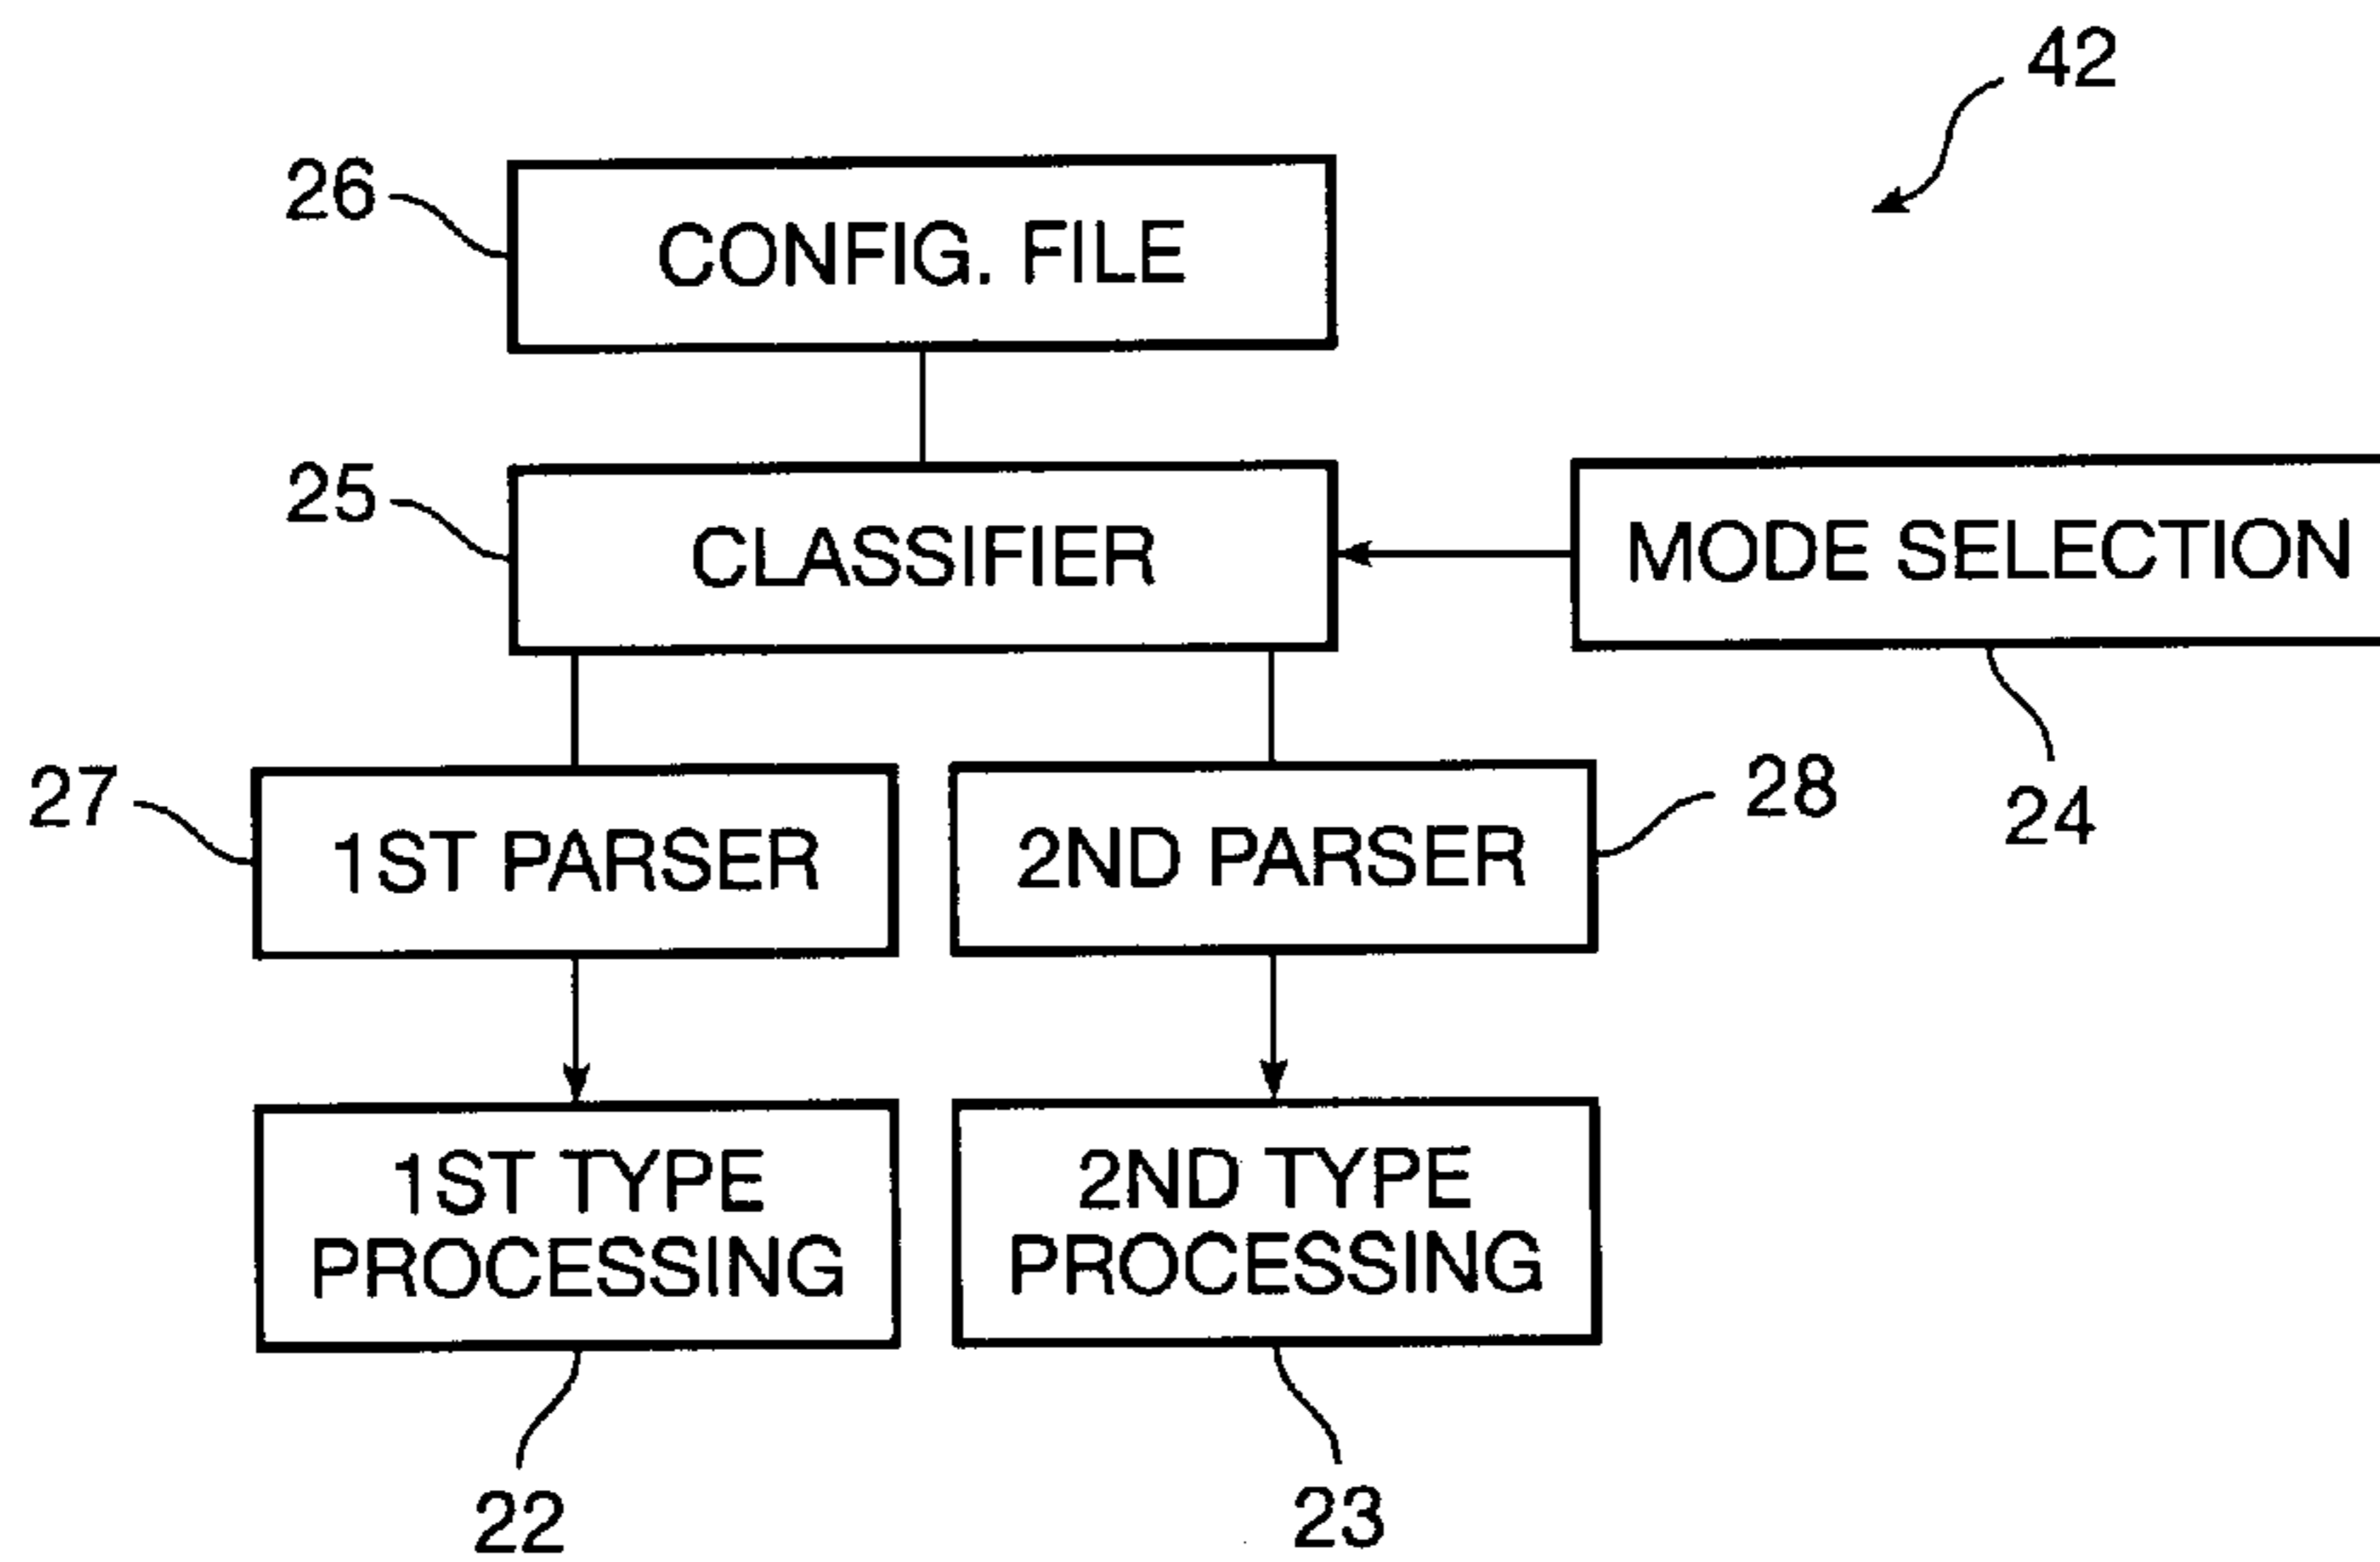 42
26
CONFIG. FILE
25
CLASSIFIER
MODE SELECTION
27
1ST PARSER
2ND PARSER
28
24
1ST TYPE
PROCESSING
2ND TYPE
PROCESSING
22
23